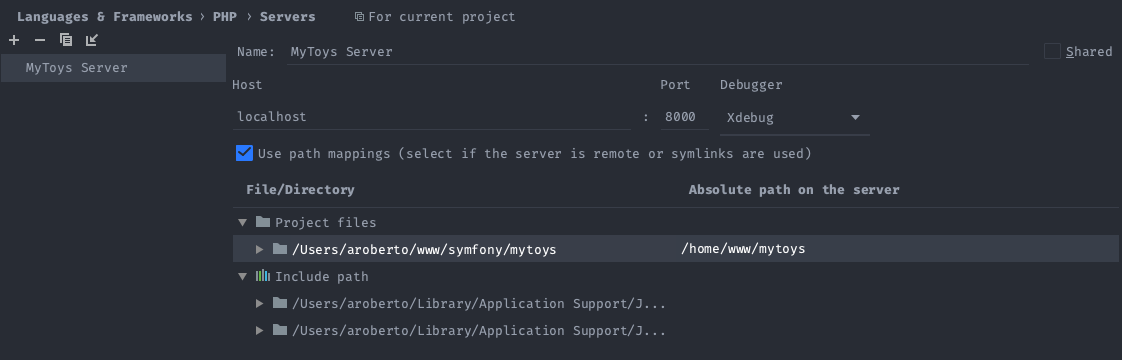 Languages & Frameworks › PHP › Servers For current project
MyToys Server
Name: MyToys Server Shared
Host Port Debugger
localhost : 8000 Xdebug
Use path mappings (select if the server is remote or symlinks are used)
File/Directory Absolute path on the server
Project files
/Users/aroberto/www/symfony/mytoys /home/www/mytoys
Include path
/Users/aroberto/Library/Application Support/J...
/Users/aroberto/Library/Application Support/J...